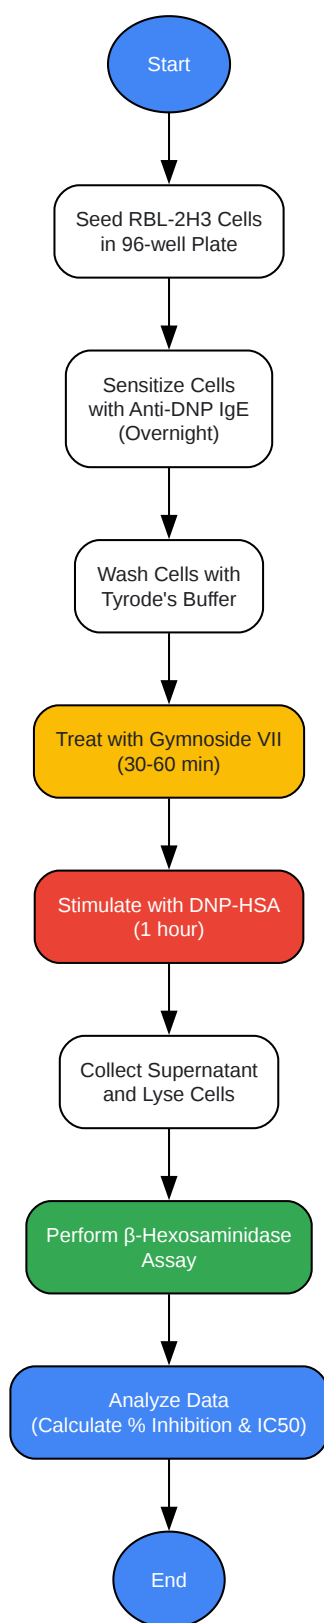 Start
Seed RBL-2H3 Cells
in 96-well Plate
Sensitize Cells
with Anti-DNP IgE
(Overnight)
Wash Cells with
Tyrode's Buffer
Treat with Gymnoside VII
(30-60 min)
Stimulate with DNP-HSA
(1 hour)
Collect Supernatant
and Lyse Cells
Perform β-Hexosaminidase
Assay
Analyze Data
(Calculate % Inhibition & IC50)
End